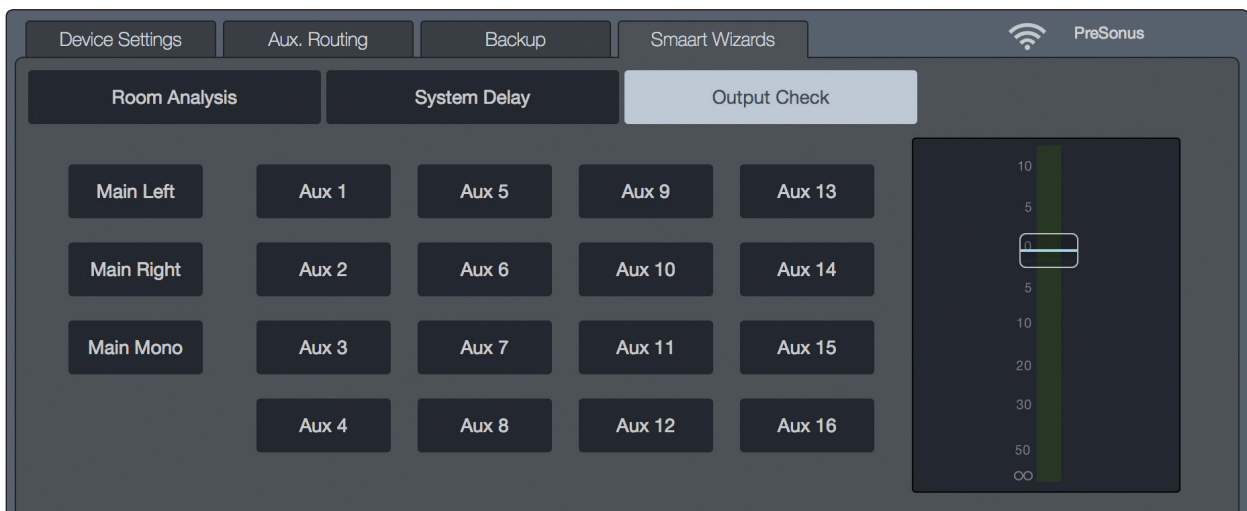 Device Settings Aux. Routing Backup Smaart Wizards PreSonus
Room Analysis System Delay Output Check
Main Left Aux 1 Aux 5 Aux 9 Aux 13
Main Right Aux 2 Aux 6 Aux 10 Aux 14
Main Mono Aux 3 Aux 7 Aux 11 Aux 15
Aux 4 Aux 8 Aux 12 Aux 16
10
5
0
5
10
20
30
50
∞